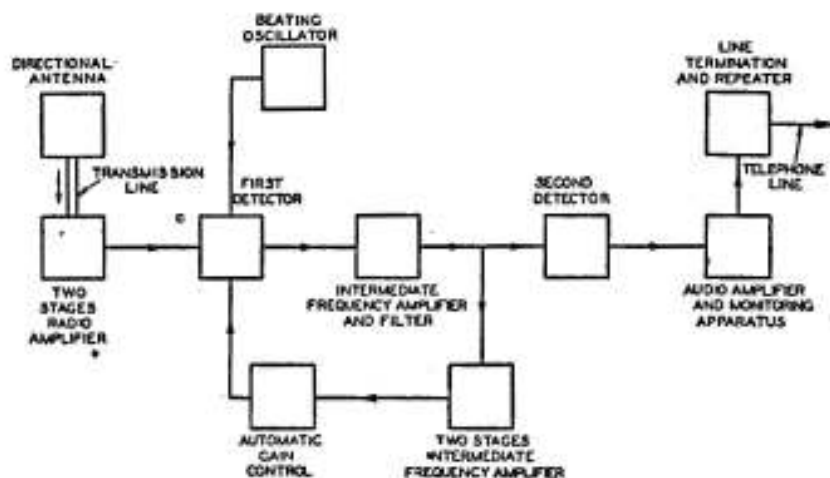 BEATING
OSCILLATOR
DIRECTIONAL-
ANTENNA
LINE
TERMINATION
AND REPEATER
TRANSMISSION
LINE
FIRST
DETECTOR
SECOND
DETECTOR
TELEPHONE
LINE
TWO
STAGES
RADIO
AMPLIFIER
INTERMEDIATE
FREQUENCY AMPLIFIER
AND FILTER
AUDIO AMPLIFIER
AND MONITORING
APPARATUS
AUTOMATIC
GAIN
CONTROL
TWO STAGES
INTERMEDIATE
FREQUENCY AMPLIFIER